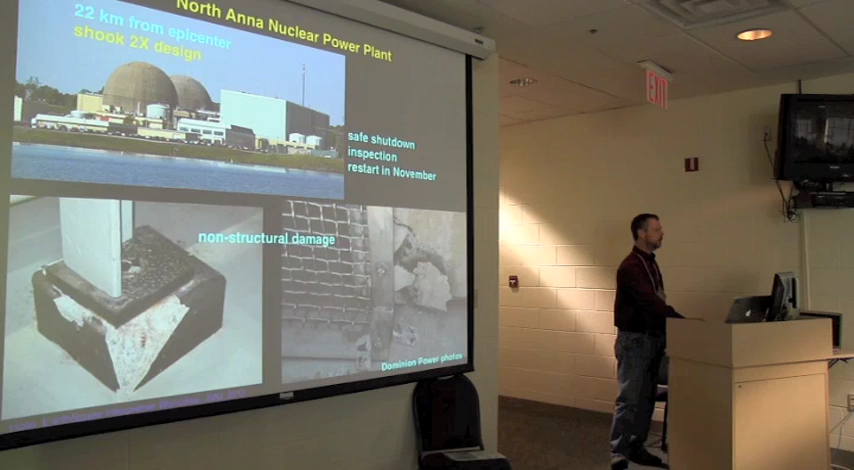 North Anna Nuclear Power Plant
22 km from epicenter
shook 2X design
safe shutdown
inspection
restart in November
non-structural damage
Dominion Power photos
EXIT